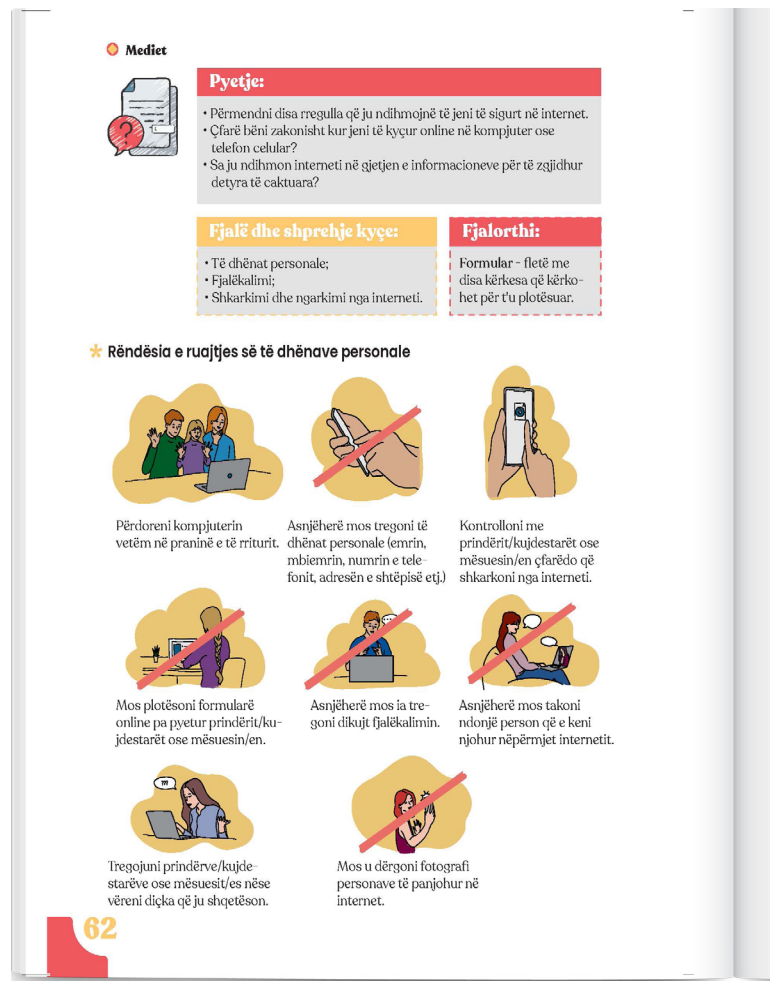 Mediet
Pyetje:
?
• Përmendni disa rregulla që ju ndihmojnë të jeni të sigurt në internet.
• Çfarë bëni zakonisht kur jeni të kyçur online në kompjuter ose
telefon celular?
• Sa ju ndihmon interneti në gjetjen e informacioneve për të zgjidhur
detyra të caktuara?
Fjalë dhe shprehje kyçe:
• Të dhënat personale;
• Fjalëkalimi;
• Shkarkimi dhe ngarkimi nga interneti.
Fjalorthi:
Formular - fletë me
disa kërkesa që kërko-
het për t'u plotësuar.
* Rëndësia e ruajtjes së të dhënave personale
Përdoreni kompjuterin
vetëm në praninë e të rriturit.
Asnjëherë mos tregoni të
dhënat personale (emrin,
mbiemrin, numrin e tele-
fonit, adresën e shtëpisë etj.)
Kontrolloni me
prindërit/kujdestarët ose
mësuesin/en çfarëdo që
shkarkoni nga interneti.
Mos plotësoni formularë
online pa pyetur prindërit/ku-
jdestarët ose mësuesin/en.
Asnjëherë mos ia tre-
goni dikujt fjalëkalimin.
Asnjëherë mos takoni
ndonjë person që e keni
njohur nëpërmjet internetit.
Tregojuni prindërve/kujde-
starëve ose mësuesit/es nëse
vëreni diçka që ju shqetëson.
Mos u dërgoni fotografi
personave të panjohur në
internet.
62